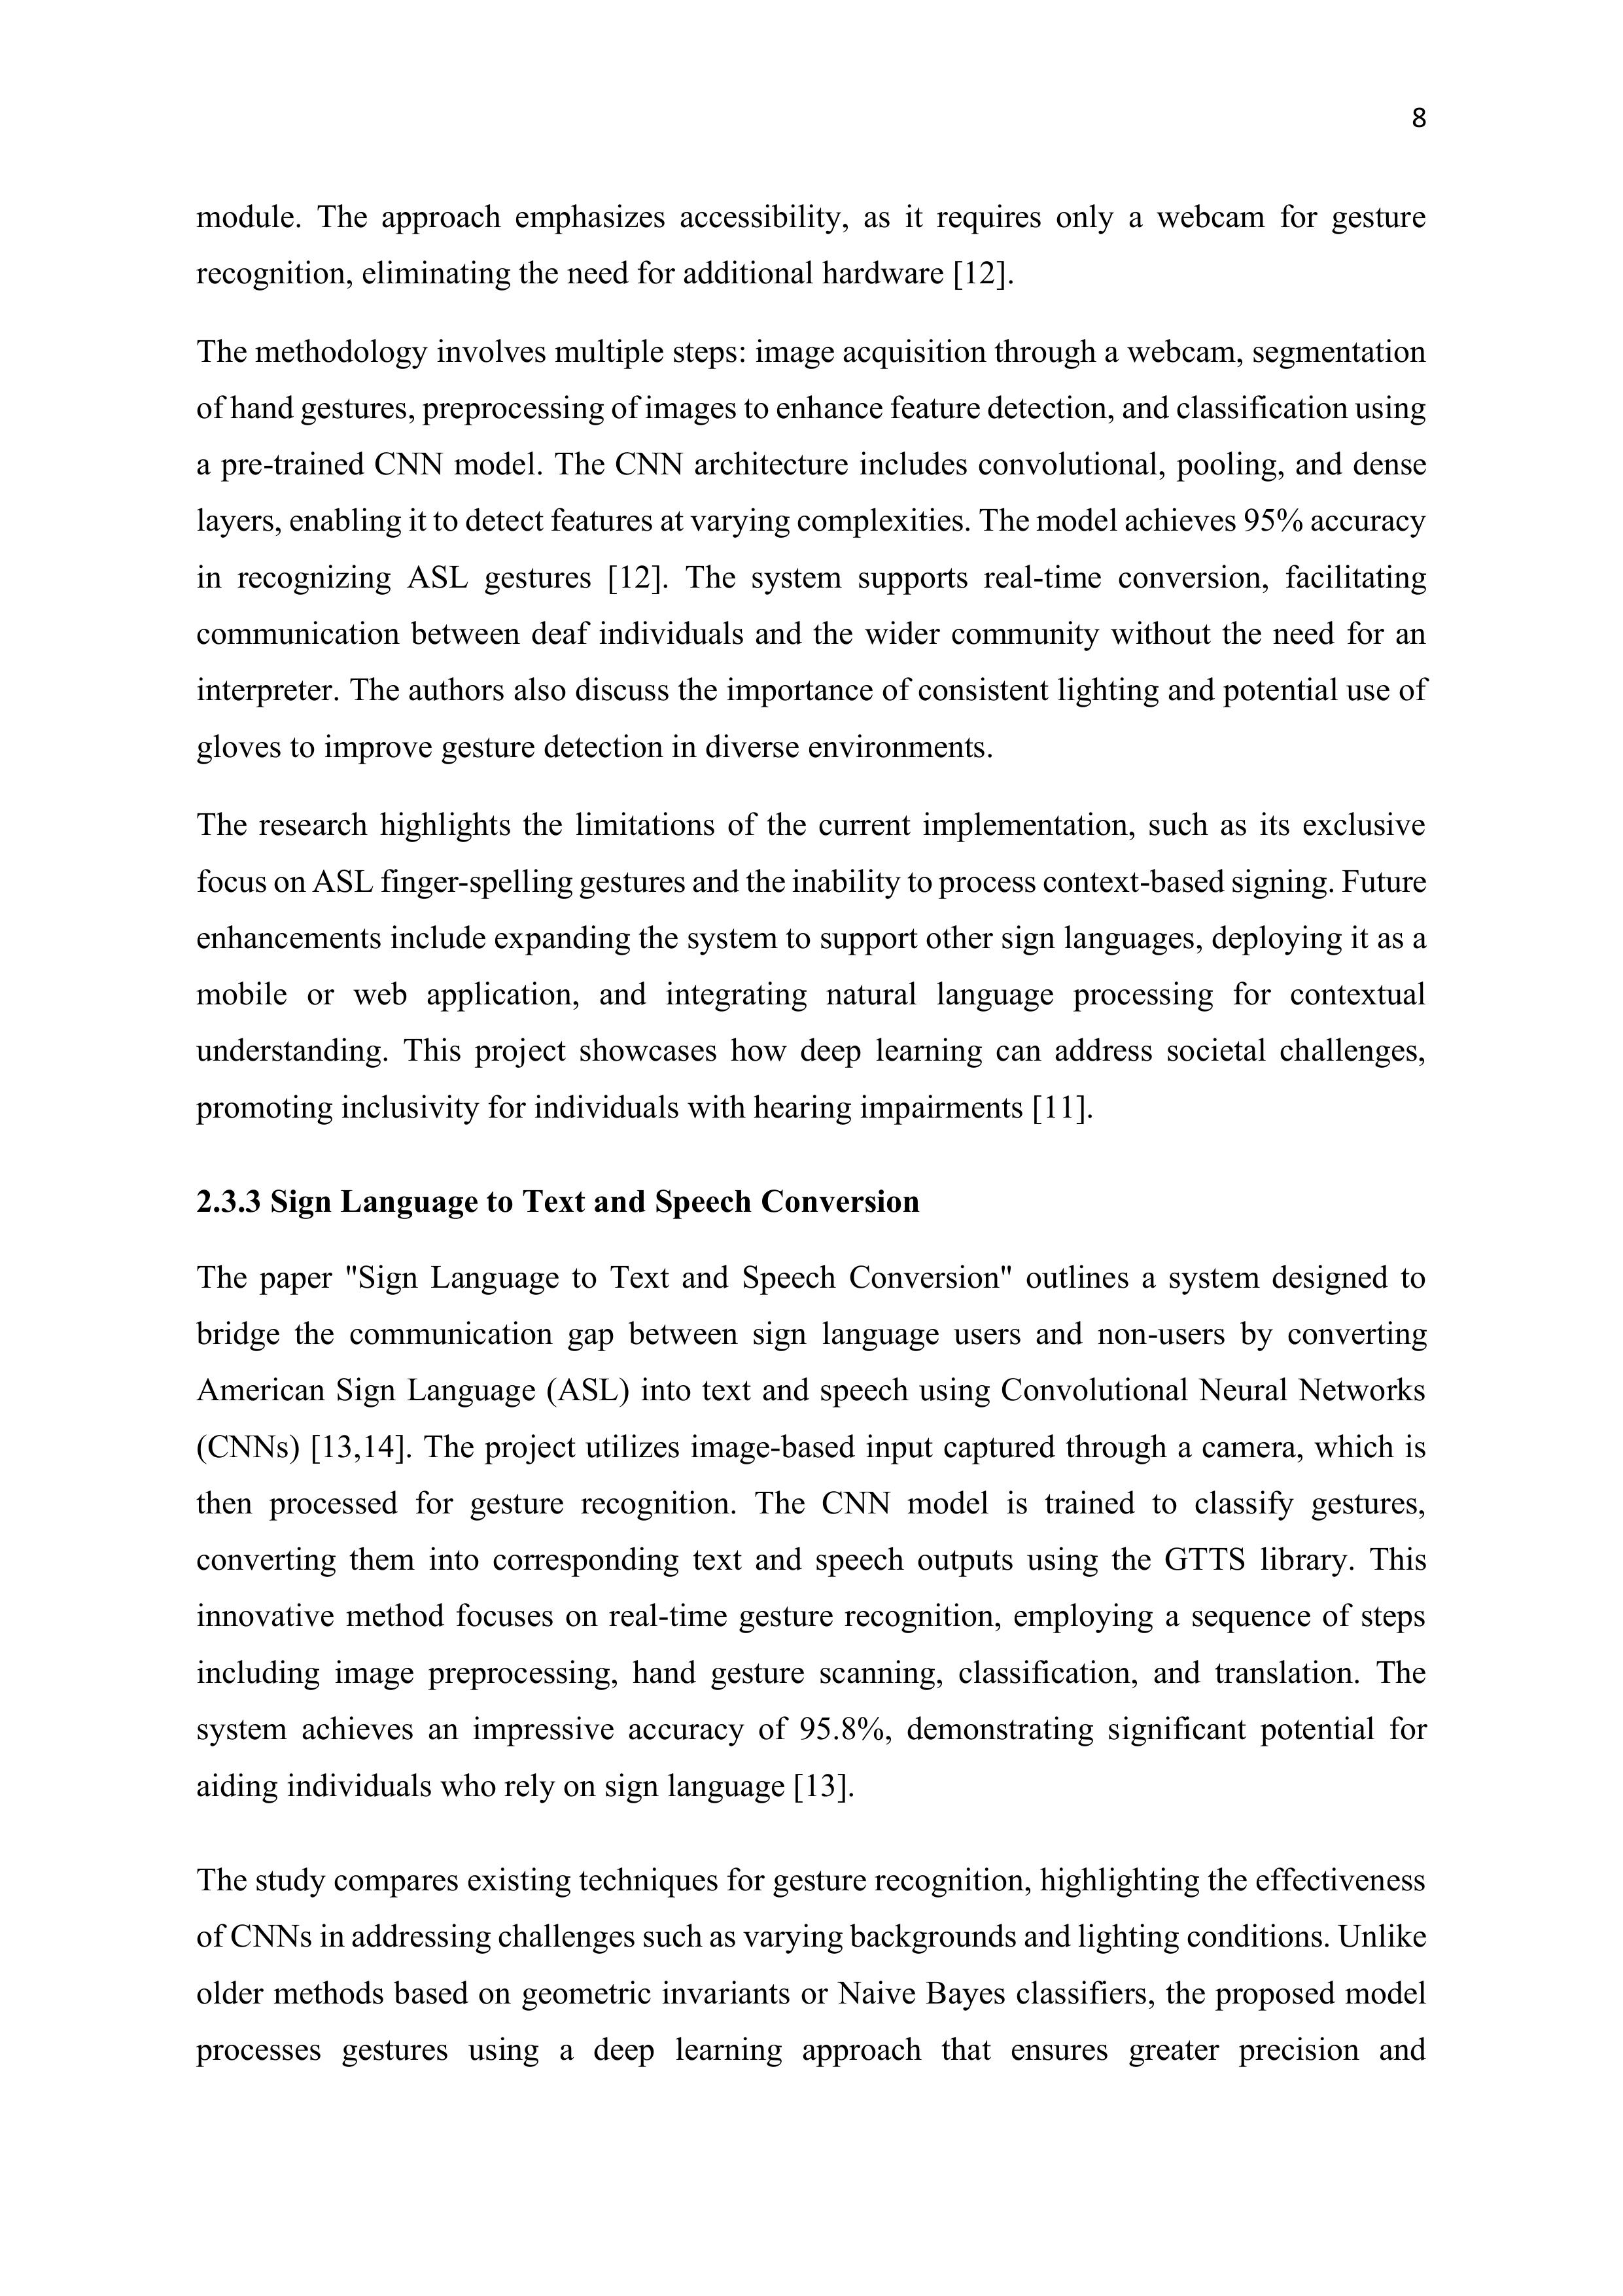 8
module. The approach emphasizes accessibility, as it requires only a webcam for gesture
recognition, eliminating the need for additional hardware [12].
The methodology involves multiple steps: image acquisition through a webcam, segmentation
of hand gestures, preprocessing of images to enhance feature detection, and classification using
a pre-trained CNN model. The CNN architecture includes convolutional, pooling, and dense
layers, enabling it to detect features at varying complexities. The model achieves 95% accuracy
in recognizing ASL gestures [12]. The system supports real-time conversion, facilitating
communication between deaf individuals and the wider community without the need for an
interpreter. The authors also discuss the importance of consistent lighting and potential use of
gloves to improve gesture detection in diverse environments.
The research highlights the limitations of the current implementation, such as its exclusive
focus on ASL finger-spelling gestures and the inability to process context-based signing. Future
enhancements include expanding the system to support other sign languages, deploying it as a
mobile or web application, and integrating natural language processing for contextual
understanding. This project showcases how deep learning can address societal challenges,
promoting inclusivity for individuals with hearing impairments [11].
2.3.3 Sign Language to Text and Speech Conversion
The paper "Sign Language to Text and Speech Conversion" outlines a system designed to
bridge the communication gap between sign language users and non-users by converting
American Sign Language (ASL) into text and speech using Convolutional Neural Networks
(CNNs) [13,14]. The project utilizes image-based input captured through a camera, which is
then processed for gesture recognition. The CNN model is trained to classify gestures,
converting them into corresponding text and speech outputs using the GTTS library. This
innovative method focuses on real-time gesture recognition, employing a sequence of steps
including image preprocessing, hand gesture scanning, classification, and translation. The
system achieves an impressive accuracy of 95.8%, demonstrating significant potential for
aiding individuals who rely on sign language [13].
The study compares existing techniques for gesture recognition, highlighting the effectiveness
of CNNs in addressing challenges such as varying backgrounds and lighting conditions. Unlike
older methods based on geometric invariants or Naive Bayes classifiers, the proposed model
processes gestures using a deep learning approach that ensures greater precision and